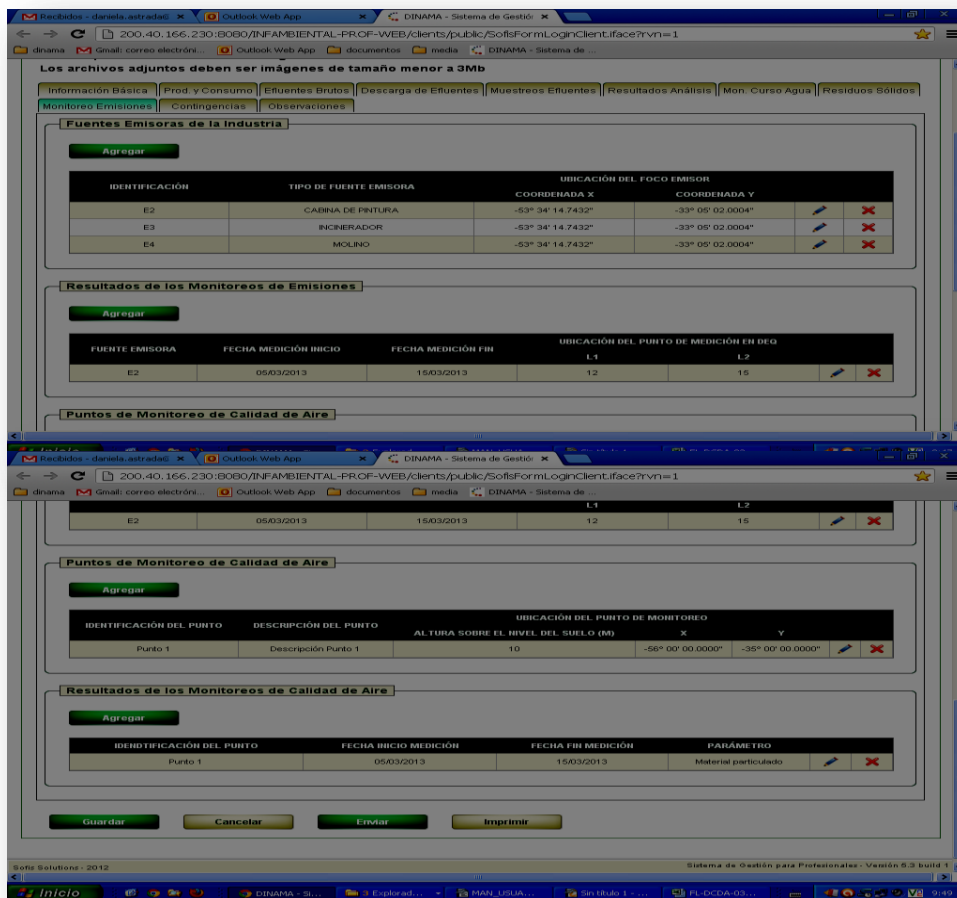 Recibidos - daniela.astrada@ Outlook Web App DINAMA - Sistema de Gestión
200.40.166.230:8080/INFAMBIENTAL-PROF-WEB/clients/public/SofisFormLoginClient.iface?rvn=1
dinama Gmail: correo electróni... Outlook Web App documentos media DINAMA - Sistema de ...
Los archivos adjuntos deben ser imágenes de tamaño menor a 3Mb
Información Básica Prod. y Consumo Efluentes Brutos Descarga de Efluentes Muestreos Efluentes Resultados Análisis Mon. Curso Agua Residuos Sólidos
Monitoreo Emisiones Contingencias Observaciones
Fuentes Emisoras de la Industria
Agregar
IDENTIFICACIÓN TIPO DE FUENTE EMISORA UBICACIÓN DEL FOCO EMISOR
COORDENADA X COORDENADA Y
E2 CABINA DE PINTURA -53° 34' 14.7432" -33° 05' 02.0004"
E3 INCINERADOR -53° 34' 14.7432" -33° 05' 02.0004"
E4 MOLINO -53° 34' 14.7432" -33° 05' 02.0004"
Resultados de los Monitoreos de Emisiones
Agregar
FUENTE EMISORA FECHA MEDICIÓN INICIO FECHA MEDICIÓN FIN UBICACIÓN DEL PUNTO DE MEDICIÓN EN DEQ
L1 L2
E2 05/03/2013 15/03/2013 12 15
Puntos de Monitoreo de Calidad de Aire
Recibidos - daniela.astrada@ Outlook Web App DINAMA - Sistema de Gestión
200.40.166.230:8080/INFAMBIENTAL-PROF-WEB/clients/public/SofisFormLoginClient.iface?rvn=1
dinama Gmail: correo electróni... Outlook Web App documentos media DINAMA - Sistema de ...
L1 L2
E2 05/03/2013 15/03/2013 12 15
Puntos de Monitoreo de Calidad de Aire
Agregar
IDENTIFICACIÓN DEL PUNTO DESCRIPCIÓN DEL PUNTO UBICACIÓN DEL PUNTO DE MONITOREO
ALTURA SOBRE EL NIVEL DEL SUELO (M) X Y
Punto 1 Descripción Punto 1 10 -56° 00' 00.0000" -35° 00' 00.0000"
Resultados de los Monitoreos de Calidad de Aire
Agregar
IDENDTIFICACIÓN DEL PUNTO FECHA INICIO MEDICIÓN FECHA FIN MEDICIÓN PARÁMETRO
Punto 1 05/03/2013 15/03/2013 Material particulado
Guardar Cancelar Enviar Imprimir
Sofis Solutions - 2012 Sistema de Gestión para Profesionales - Versión 5.3 build 1
Inicio DINAMA - Si... 3 Explorad... MAN_USUA... Sin título 1 - ... FL-DCDA-03... 9:49